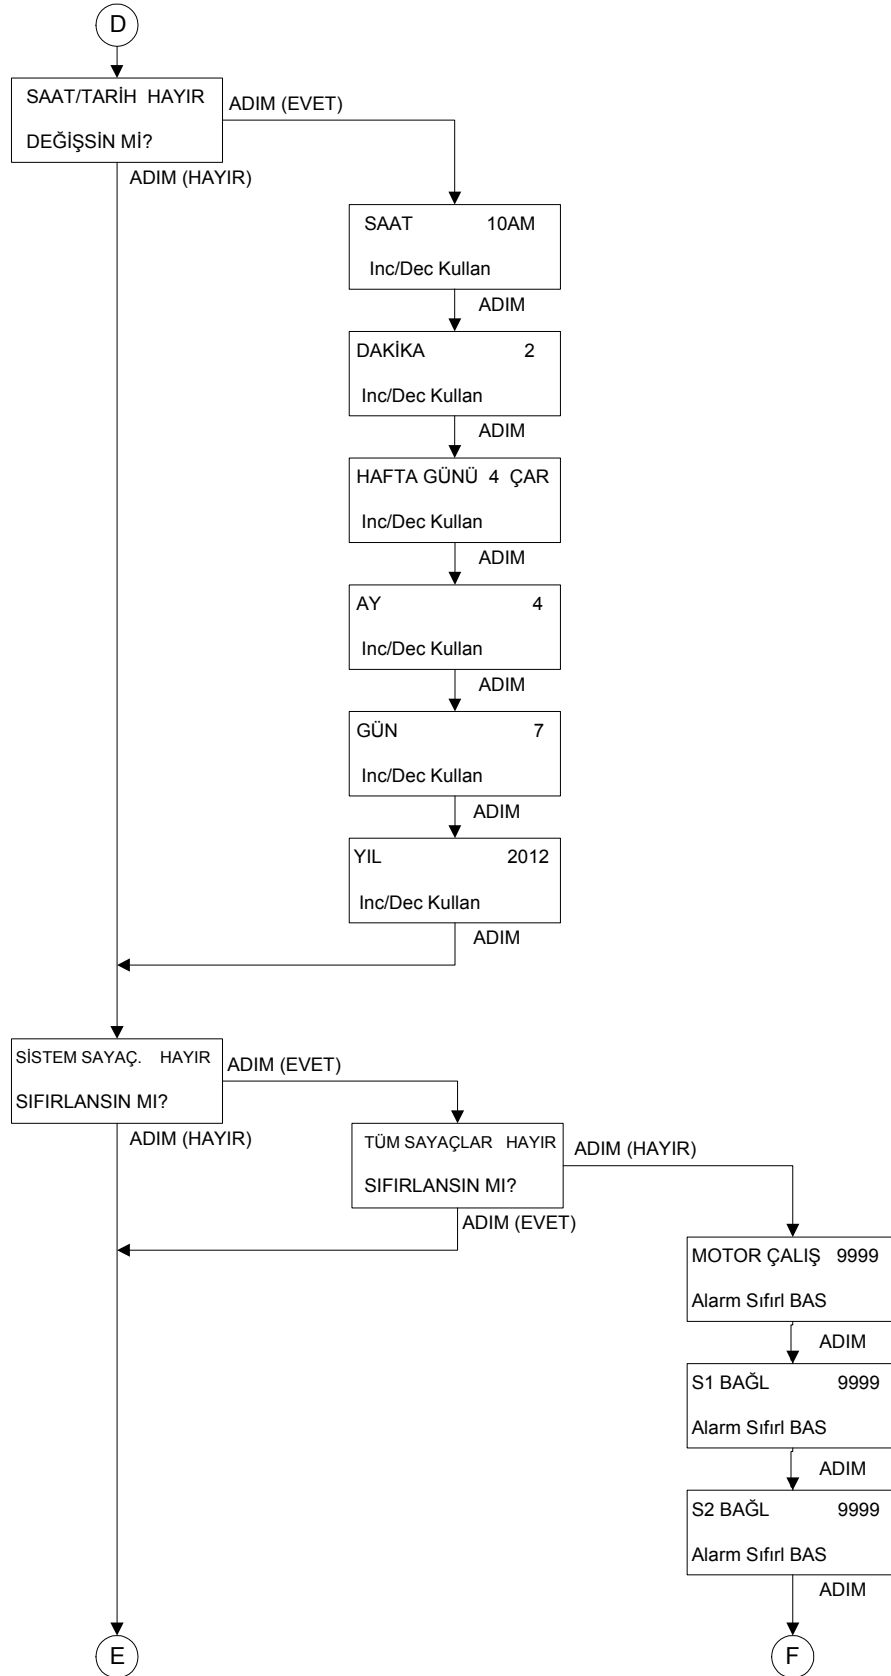 D
SAAT/TARİH HAYIR
DEĞİŞSİN Mİ?
ADIM (EVET)
ADIM (HAYIR)
SAAT 10AM
Inc/Dec Kullan
ADIM
DAKİKA 2
Inc/Dec Kullan
ADIM
HAFTA GÜNÜ 4 ÇAR
Inc/Dec Kullan
ADIM
AY 4
Inc/Dec Kullan
ADIM
GÜN 7
Inc/Dec Kullan
ADIM
YIL 2012
Inc/Dec Kullan
ADIM
SİSTEM SAYAÇ. HAYIR
SIFIRLANSIN MI?
ADIM (EVET)
ADIM (HAYIR)
TÜM SAYAÇLAR HAYIR
SIFIRLANSIN MI?
ADIM (HAYIR)
ADIM (EVET)
MOTOR ÇALIŞ 9999
Alarm Sıfırl BAS
ADIM
S1 BAĞL 9999
Alarm Sıfırl BAS
ADIM
S2 BAĞL 9999
Alarm Sıfırl BAS
ADIM
E
F